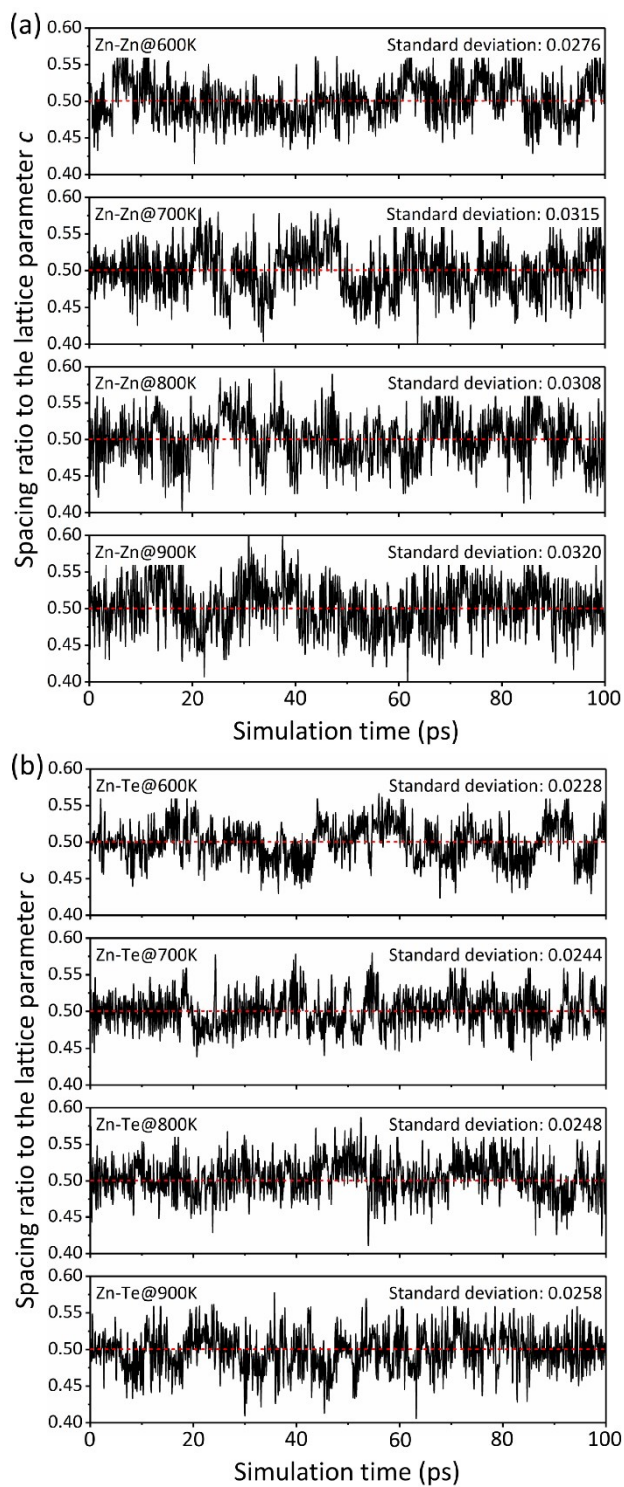 (a)
Spacing ratio to the lattice parameter c
0.60
0.55
0.50
0.45
0.40
Zn-Zn@600K
Standard deviation: 0.0276
0.60
0.55
0.50
0.45
0.40
Zn-Zn@700K
Standard deviation: 0.0315
0.60
0.55
0.50
0.45
0.40
Zn-Zn@800K
Standard deviation: 0.0308
0.60
0.55
0.50
0.45
0.40
Zn-Zn@900K
Standard deviation: 0.0320
0 20 40 60 80 100
Simulation time (ps)
(b)
Spacing ratio to the lattice parameter c
0.60
0.55
0.50
0.45
0.40
Zn-Te@600K
Standard deviation: 0.0228
0.60
0.55
0.50
0.45
0.40
Zn-Te@700K
Standard deviation: 0.0244
0.60
0.55
0.50
0.45
0.40
Zn-Te@800K
Standard deviation: 0.0248
0.60
0.55
0.50
0.45
0.40
Zn-Te@900K
Standard deviation: 0.0258
0 20 40 60 80 100
Simulation time (ps)